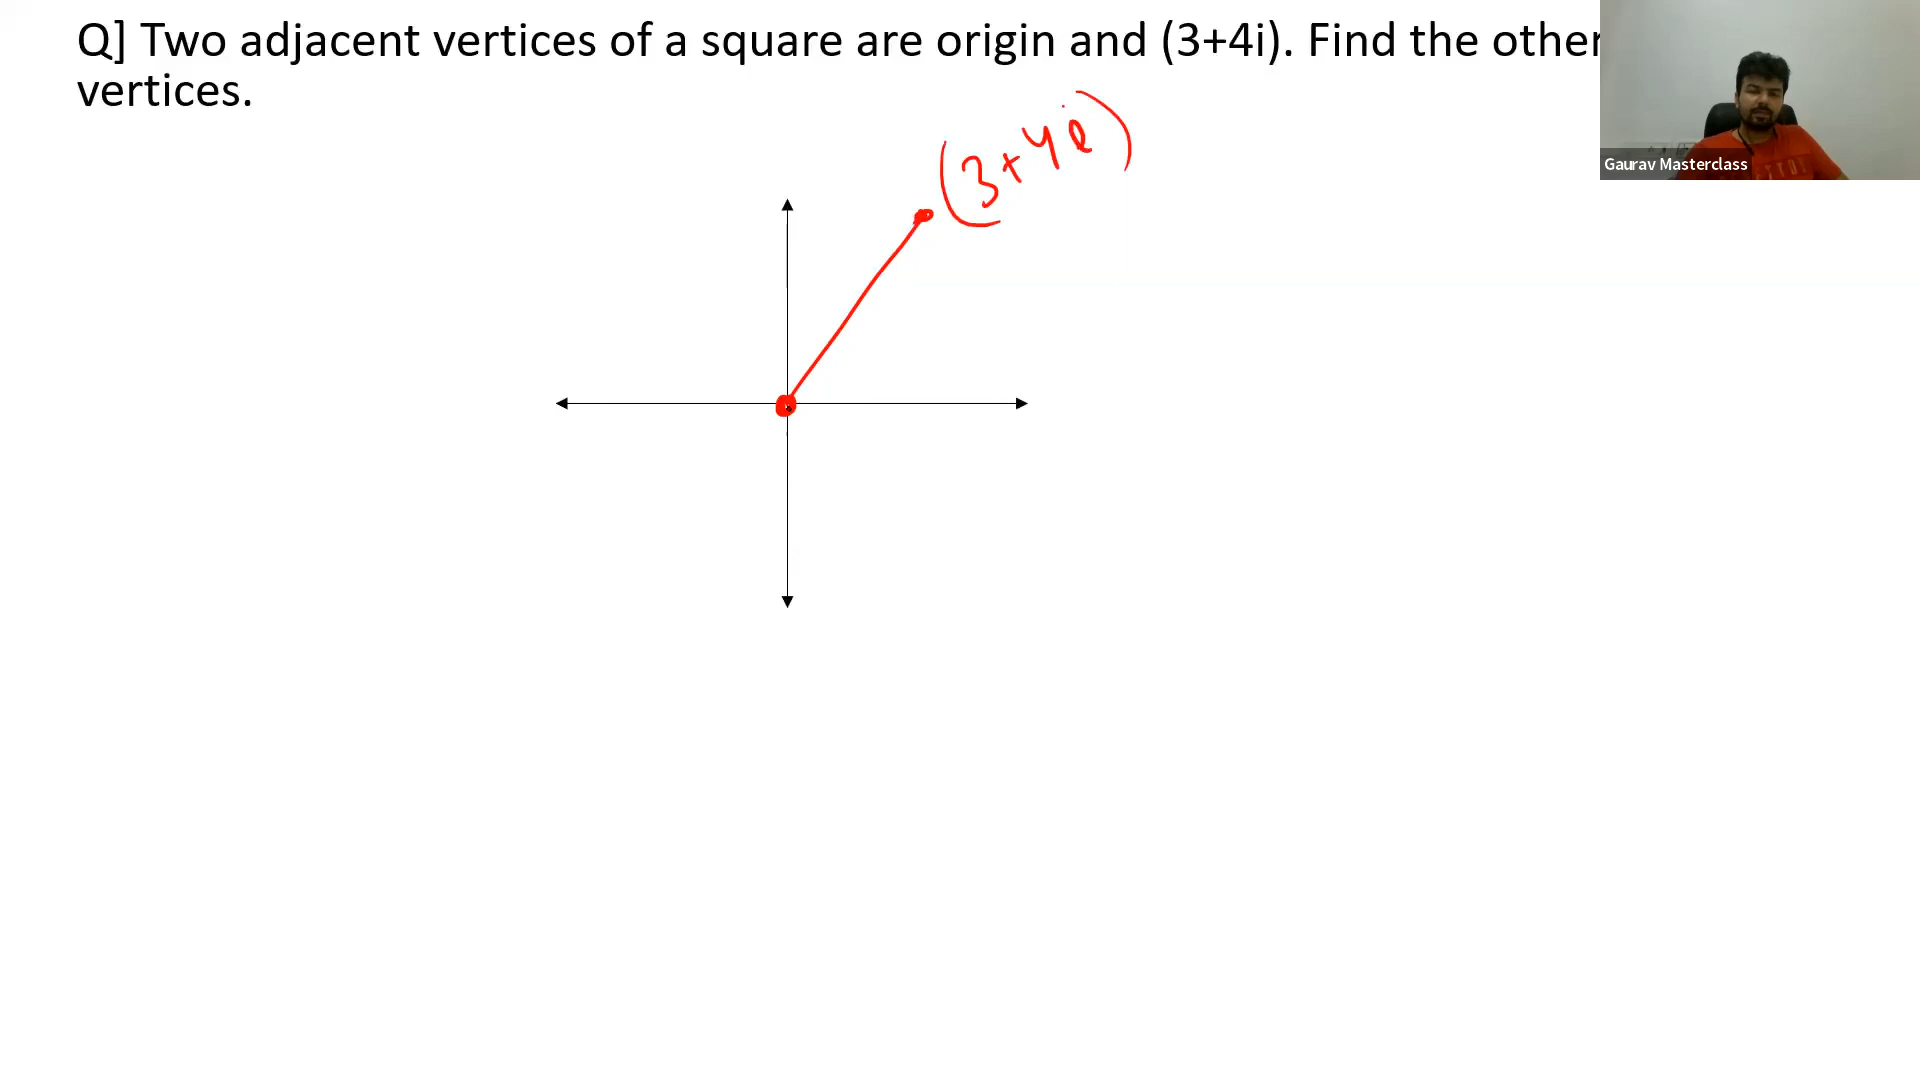 Q] Two adjacent vertices of a square are origin and (3+4i). Find the other
vertices.
(3+4i)
Gaurav Masterclass